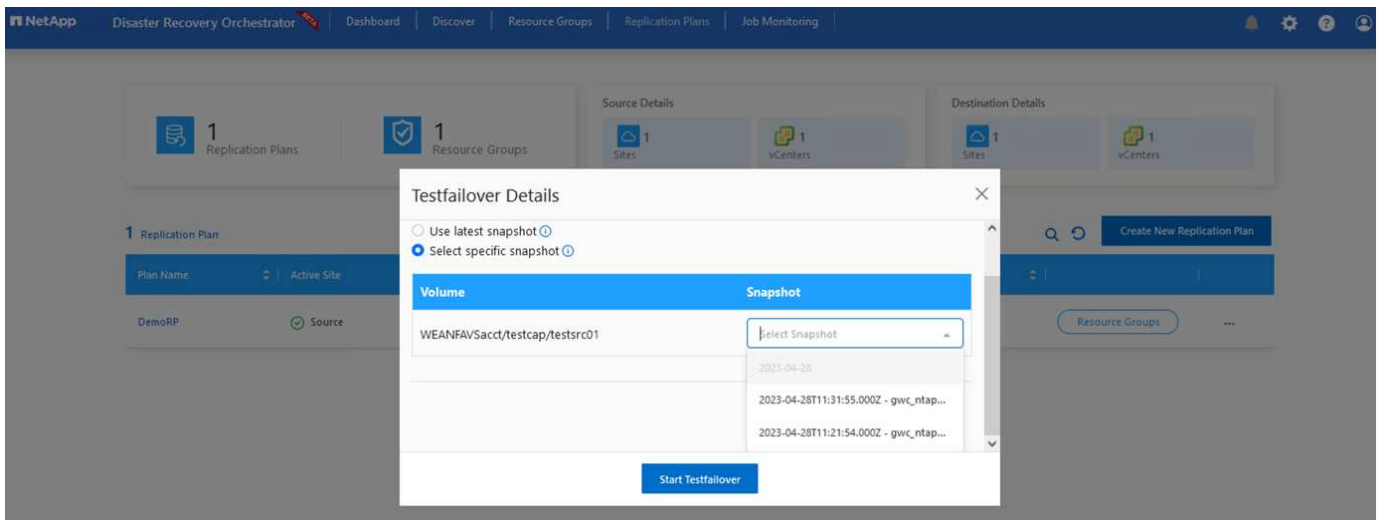 NetApp Disaster Recovery Orchestrator Dashboard Discover Resource Groups Replication Plans Job Monitoring
1
Replication Plans
1
Resource Groups
Source Details
1
Sites
1
vCenters
Destination Details
1
Sites
1
vCenters
1 Replication Plan
Create New Replication Plan
Plan Name Active Site
DemoRP Source Resource Groups ...
Testfailover Details
Use latest snapshot
Select specific snapshot
Volume Snapshot
WEANFAVSacct/testcap/testsrc01 Select Snapshot
2023-04-28
2023-04-28T11:31:55.000Z - gwc_ntap...
2023-04-28T11:21:54.000Z - gwc_ntap...
Start Testfailover